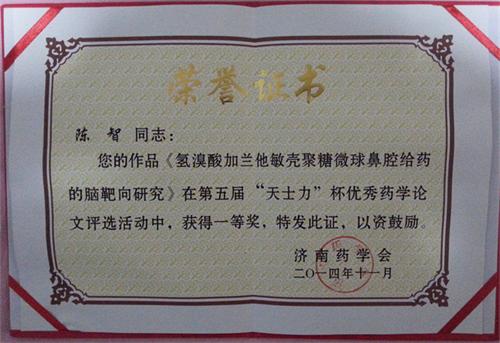 荣誉证书
陈智 同志：
您的作品《氢溴酸加兰他敏壳聚糖微球鼻腔给药
的脑靶向研究》在第五届“天士力”杯优秀药学论
文评选活动中，获得一等奖，特发此证，以资鼓励。
济南药学会
二〇一四年十一月